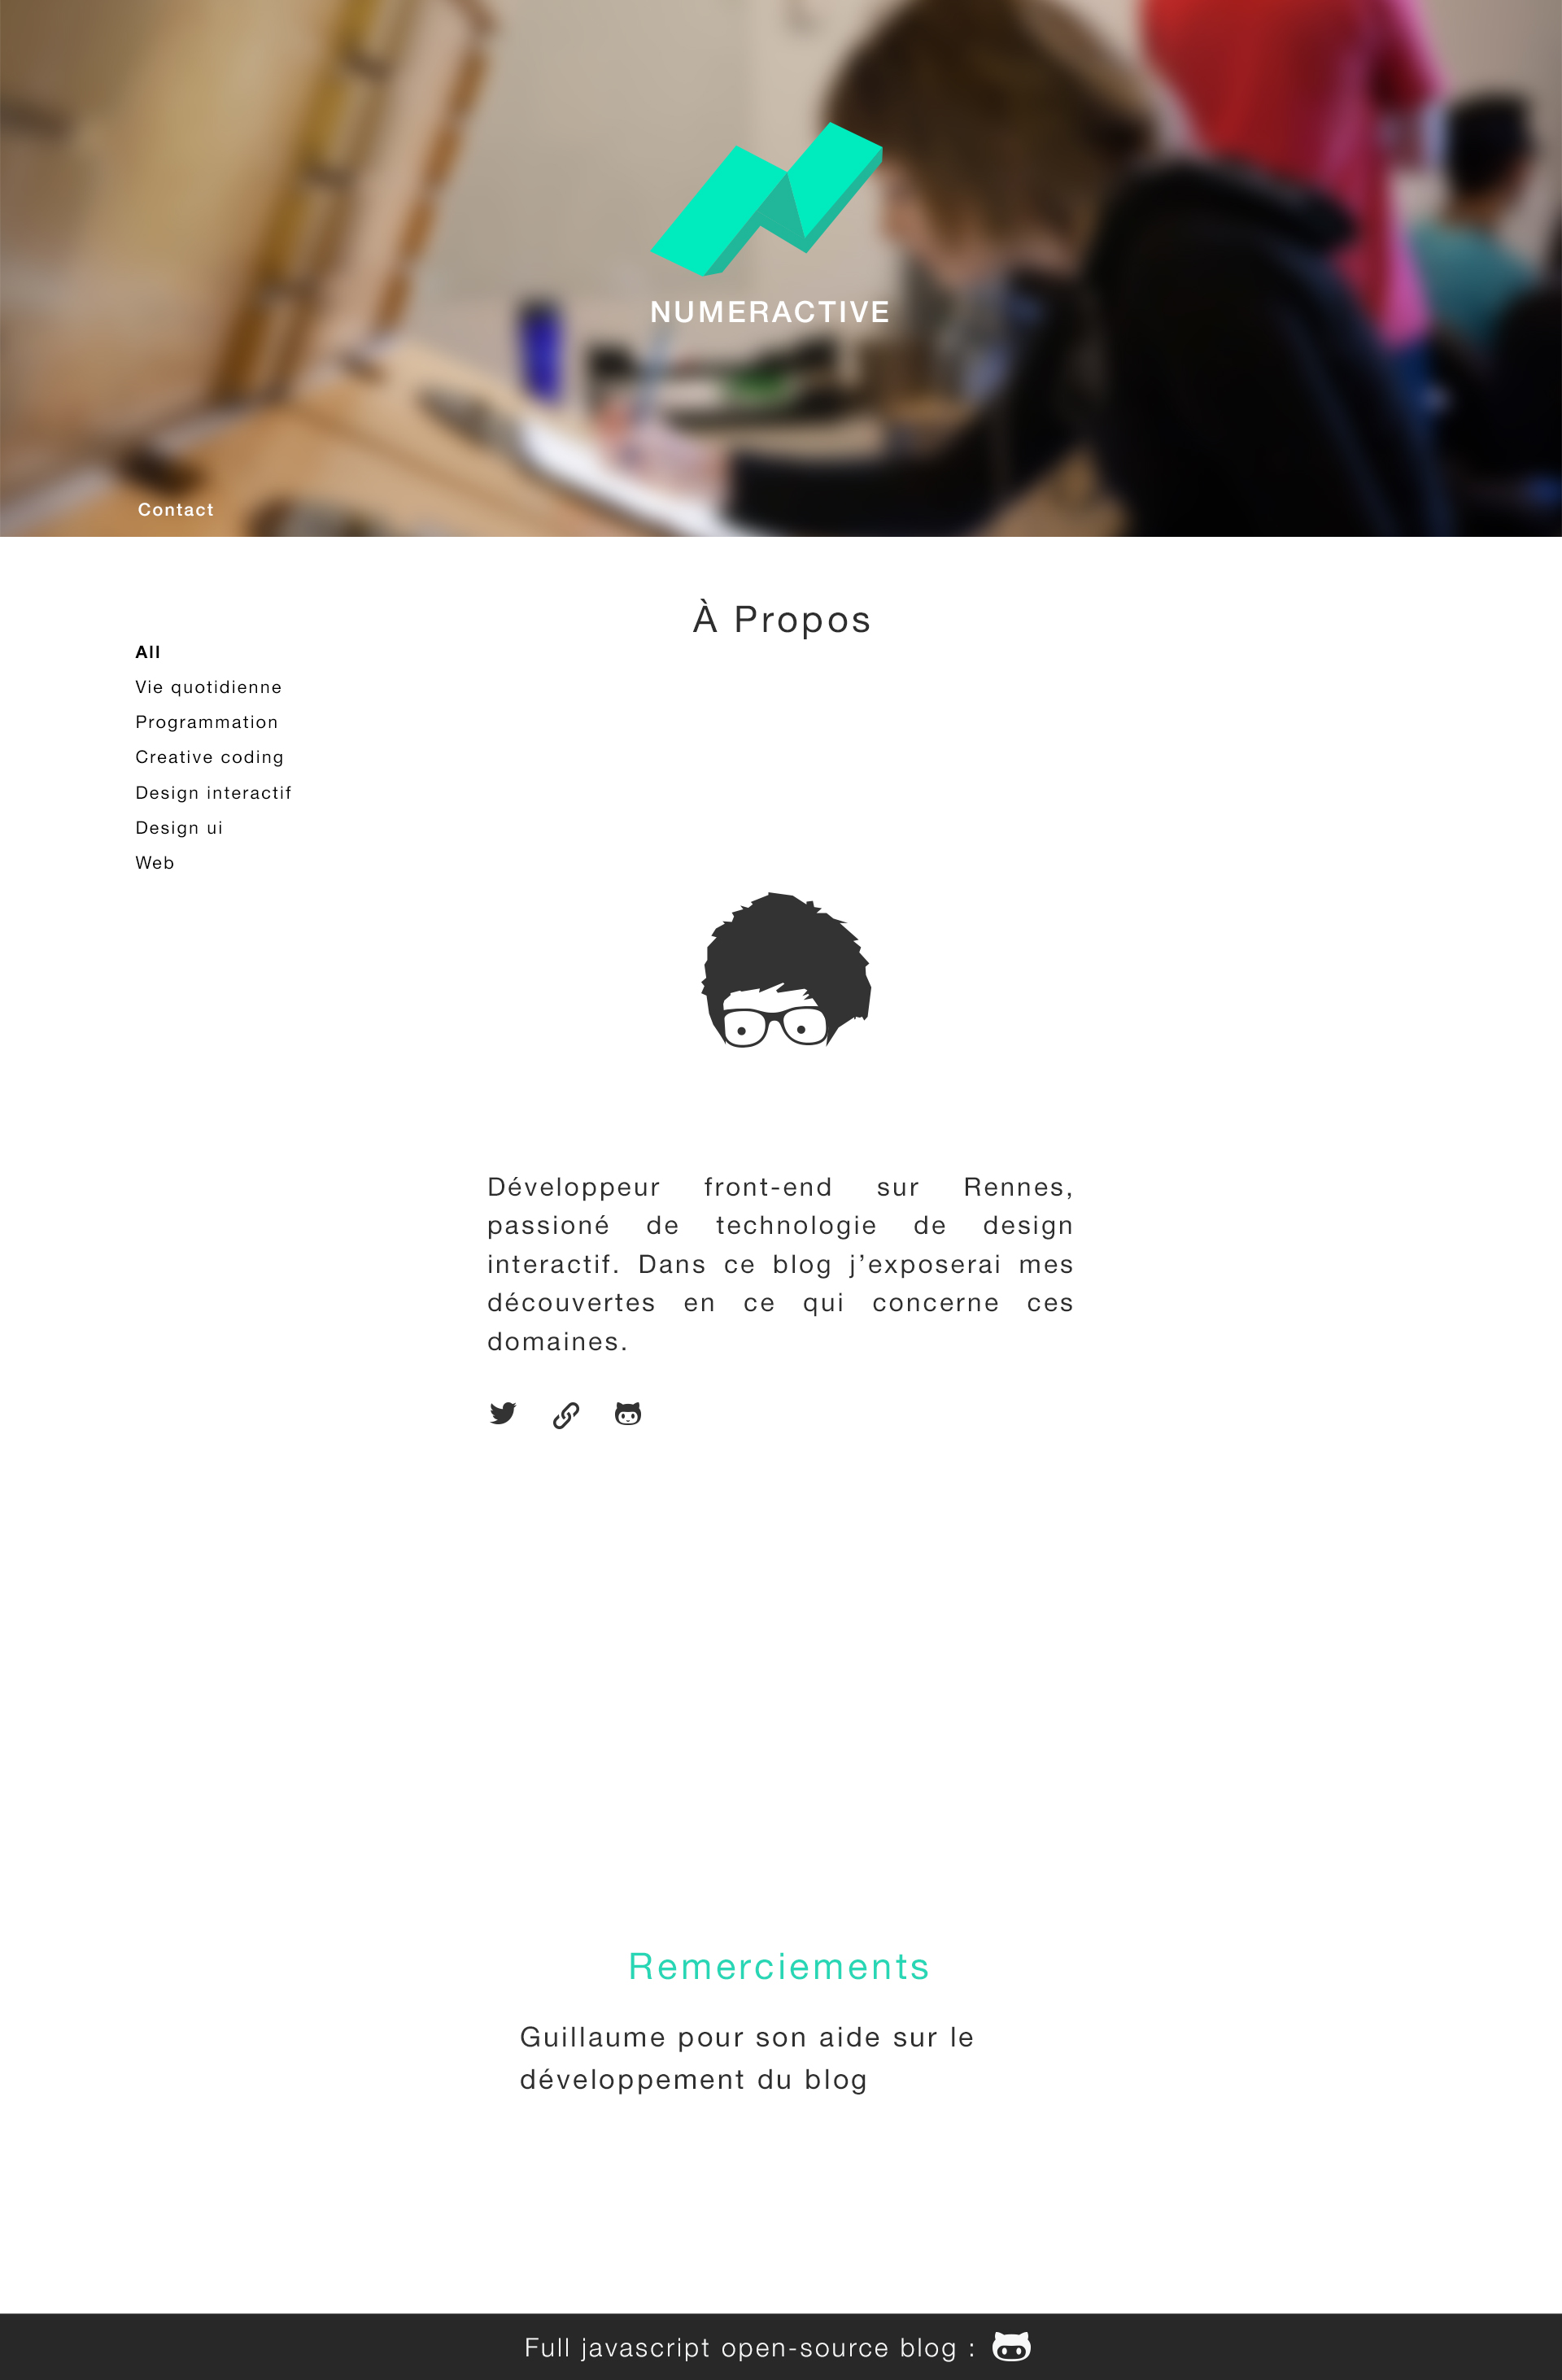 NUMERACTIVE
Contact
À Propos
All
Vie quotidienne
Programmation
Creative coding
Design interactif
Design ui
Web
Développeur front-end sur Rennes,
passioné de technologie de design
interactif. Dans ce blog j’exposerai mes
découvertes en ce qui concerne ces
domaines.
Remerciements
Guillaume pour son aide sur le
développement du blog
Full javascript open-source blog :